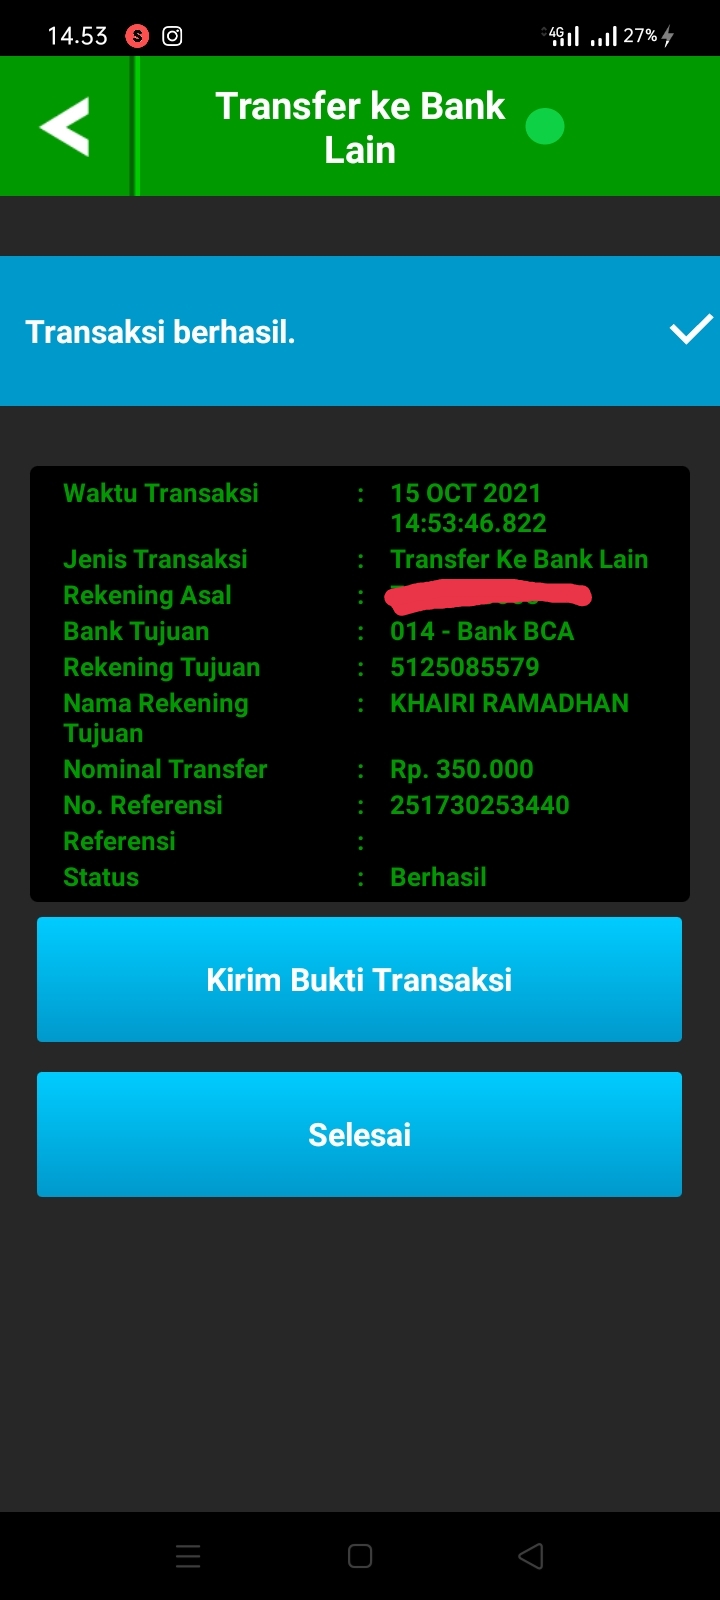 14.53 4G 27%
Transfer ke Bank
Lain
Transaksi berhasil.
Waktu Transaksi : 15 OCT 2021
14:53:46.822
Jenis Transaksi : Transfer Ke Bank Lain
Rekening Asal :
Bank Tujuan : 014 - Bank BCA
Rekening Tujuan : 5125085579
Nama Rekening : KHAIRI RAMADHAN
Tujuan
Nominal Transfer : Rp. 350.000
No. Referensi : 251730253440
Referensi :
Status : Berhasil
Kirim Bukti Transaksi
Selesai